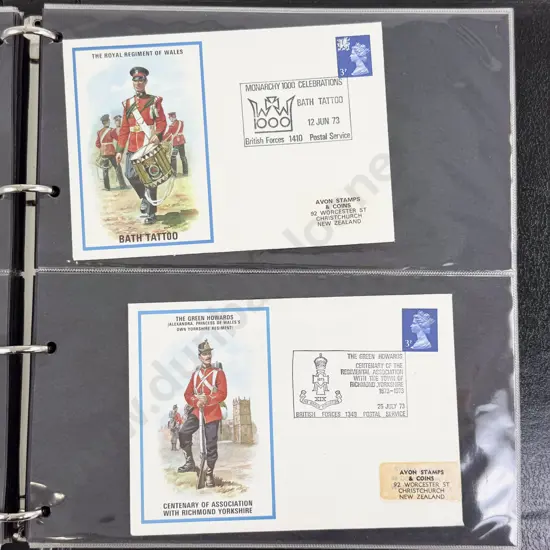 THE ROYAL REGIMENT OF WALES
BATH TATTOO
3P
MONARCHY 1000 CELEBRATIONS
BATH TATTOO
1000
12 JUN 73
British Forces 1410 Postal Service
AVON STAMPS
& COINS
92 WORCESTER ST
CHRISTCHURCH
NEW ZEALAND
THE GREEN HOWARDS
(ALEXANDRA, PRINCESS OF WALES'S
OWN YORKSHIRE REGIMENT)
CENTENARY OF ASSOCIATION
WITH RICHMOND YORKSHIRE
3P
THE GREEN HOWARDS
CENTENARY OF THE
REGIMENTAL ASSOCIATION
WITH THE TOWN OF
RICHMOND, YORKSHIRE
1873-1973
XIX
25 JULY 73
BRITISH FORCES 1343 POSTAL SERVICE
AVON STAMPS
& COINS
92 WORCESTER ST
CHRISTCHURCH
NEW ZEALAND